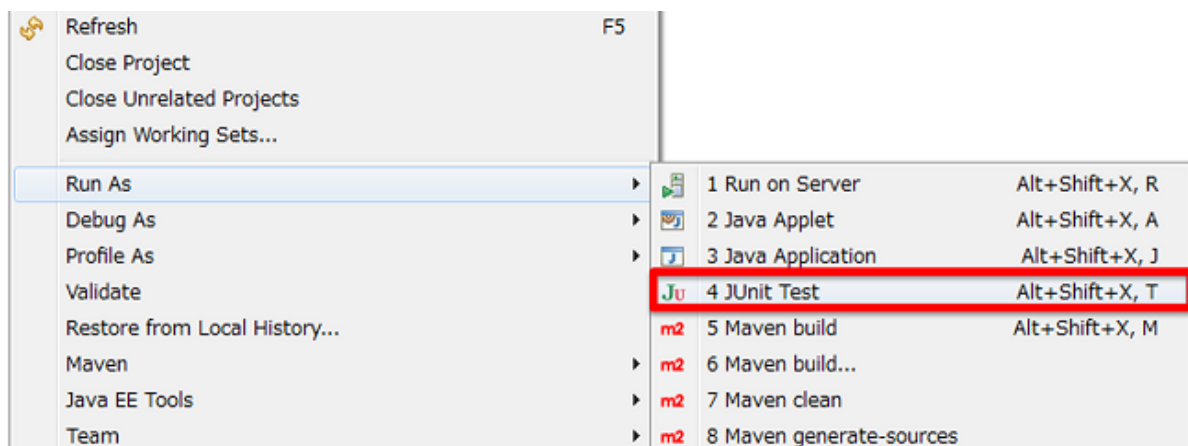 Refresh F5
Close Project
Close Unrelated Projects
Assign Working Sets...
Run As
Debug As
Profile As
Validate
Restore from Local History...
Maven
Java EE Tools
Team
1 Run on Server Alt+Shift+X, R
2 Java Applet Alt+Shift+X, A
3 Java Application Alt+Shift+X, J
JU 4 JUnit Test Alt+Shift+X, T
m2 5 Maven build Alt+Shift+X, M
m2 6 Maven build...
m2 7 Maven clean
m2 8 Maven generate-sources